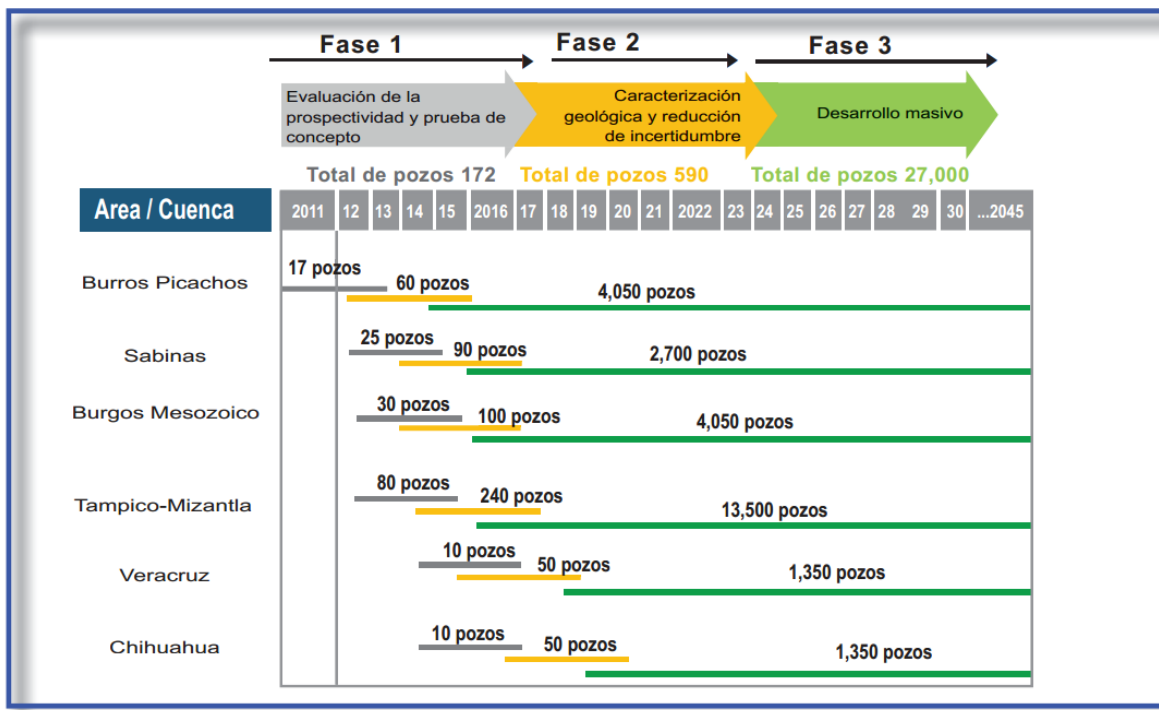 Fase 1 Fase 2 Fase 3
Evaluación de la
prospectividad y prueba de
concepto
Caracterización
geológica y reducción
de incertidumbre
Desarrollo masivo
Total de pozos 172 Total de pozos 590 Total de pozos 27,000
Area / Cuenca 2011 12 13 14 15 2016 17 18 19 20 21 2022 23 24 25 26 27 28 29 30 ...2045
Burros Picachos 17 pozos 60 pozos 4,050 pozos
Sabinas 25 pozos 90 pozos 2,700 pozos
Burgos Mesozoico 30 pozos 100 pozos 4,050 pozos
Tampico-Mizantla 80 pozos 240 pozos 13,500 pozos
Veracruz 10 pozos 50 pozos 1,350 pozos
Chihuahua 10 pozos 50 pozos 1,350 pozos